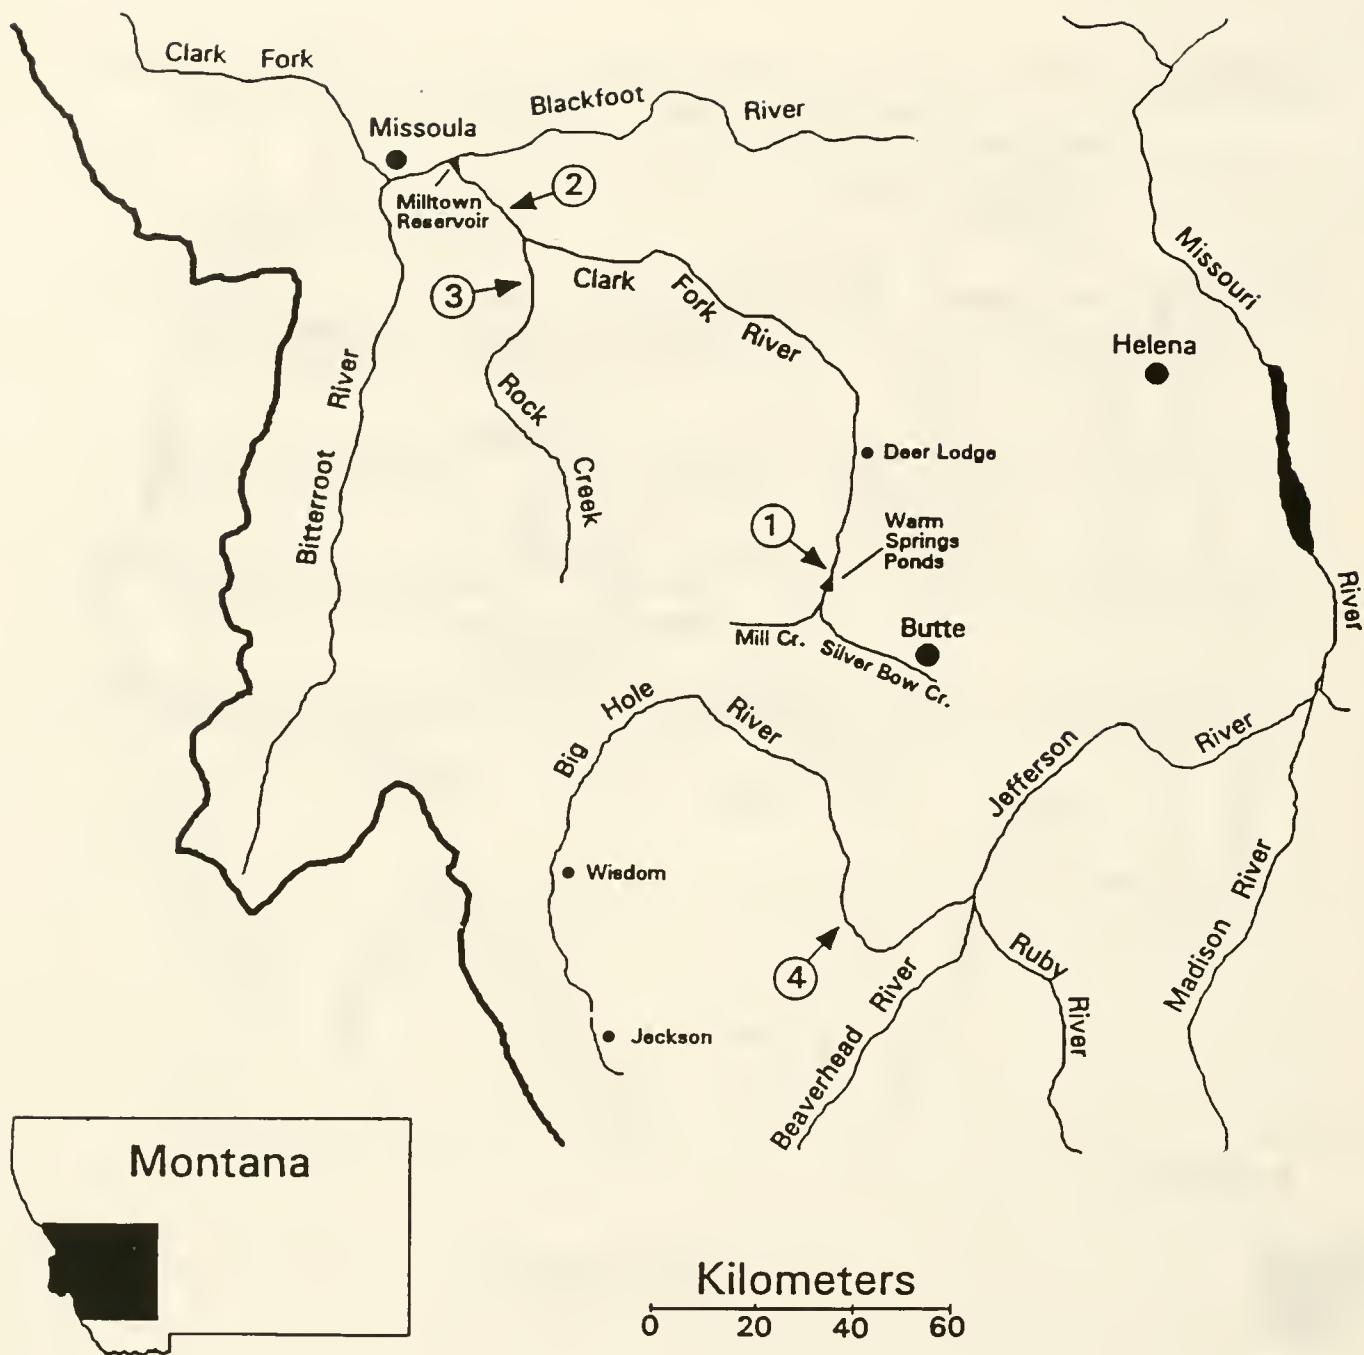 Clark Fork
Blackfoot River
Missoula
Milltown
Reservoir
2
3
Clark Fork River
Missouri River
Helena
Bitterroot River
Rock Creek
Deer Lodge
1
Warm
Springs
Ponds
Mill Cr.
Silver Bow Cr.
Butte
Big Hole River
Jefferson River
Wisdom
4
Ruby River
Madison River
Beaverhead River
Jackson
Montana
Kilometers
0 20 40 60